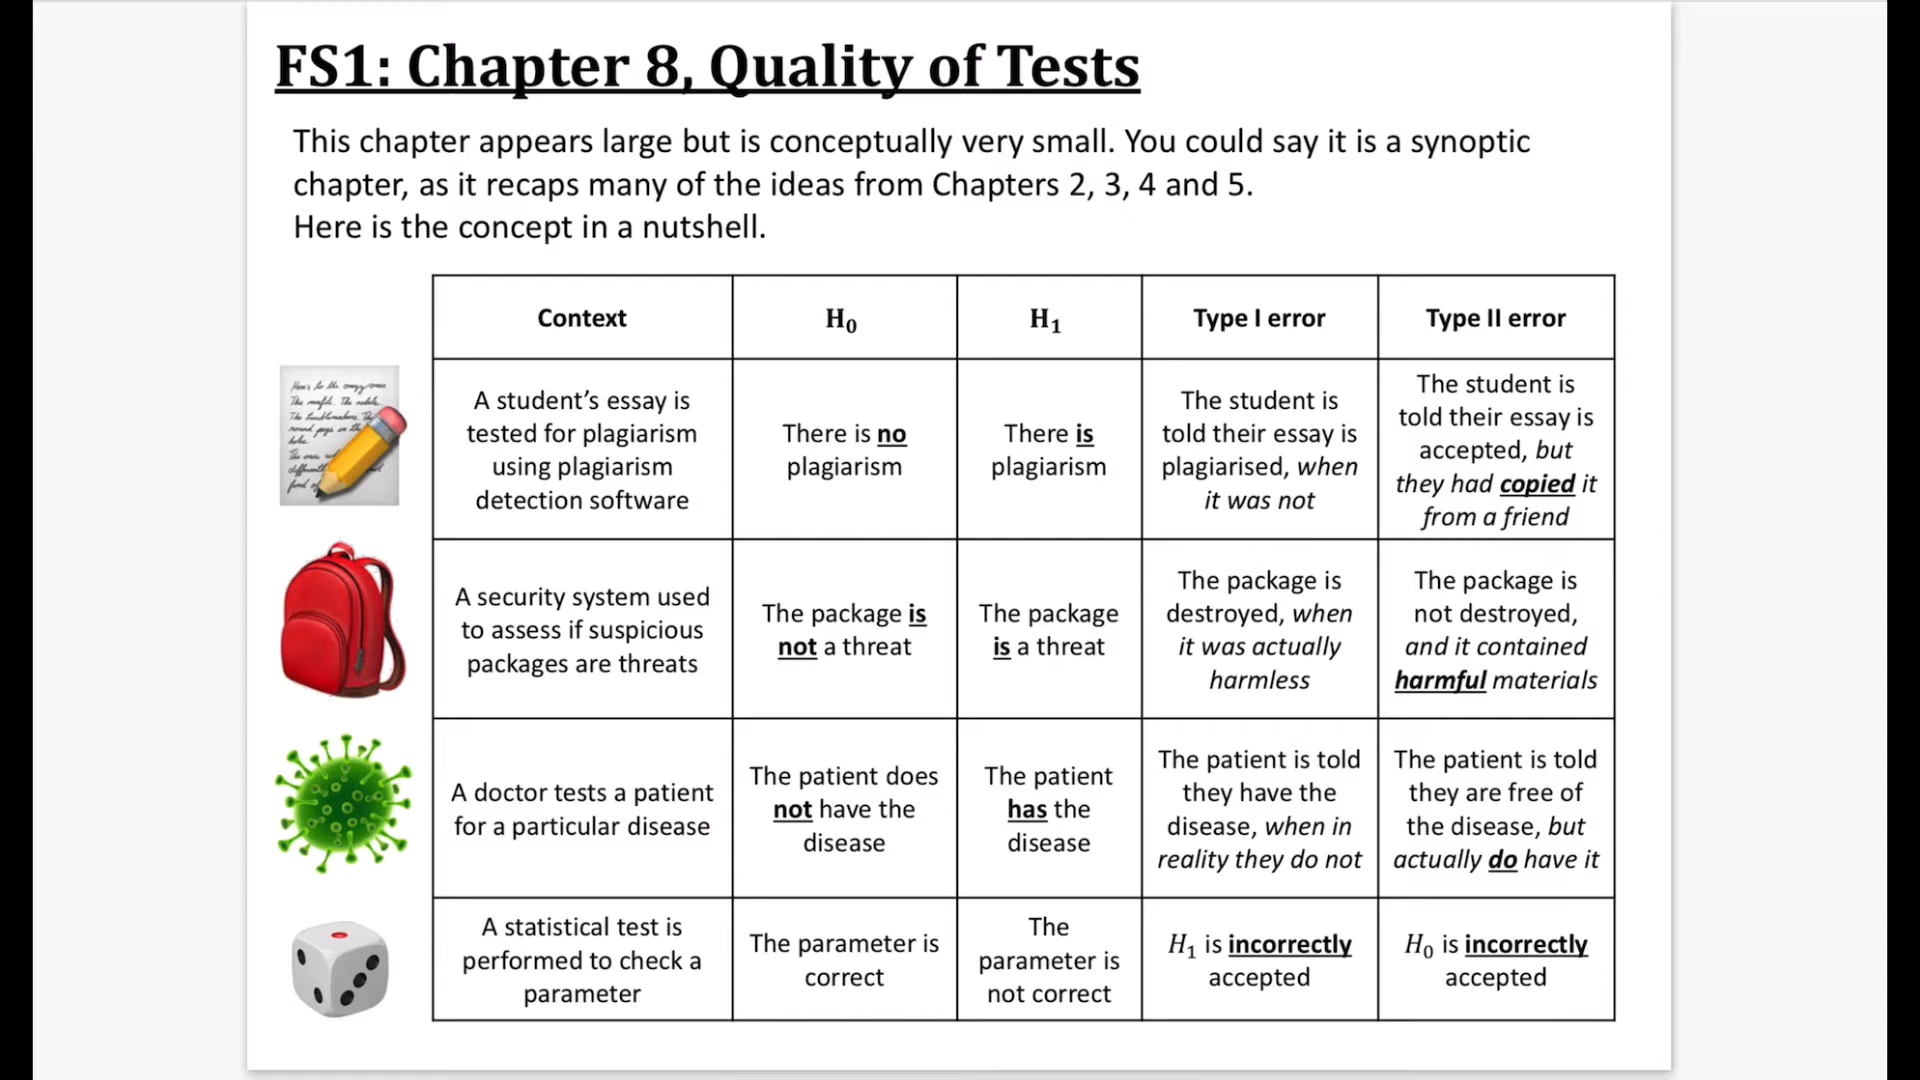 FS1: Chapter 8, Quality of Tests
This chapter appears large but is conceptually very small. You could say it is a synoptic
chapter, as it recaps many of the ideas from Chapters 2, 3, 4 and 5.
Here is the concept in a nutshell.
Context
H₀
H₁
Type I error
Type II error
A student’s essay is
tested for plagiarism
using plagiarism
detection software
There is no
plagiarism
There is
plagiarism
The student is
told their essay is
plagiarised, when
it was not
The student is
told their essay is
accepted, but
they had copied it
from a friend
A security system used
to assess if suspicious
packages are threats
The package is
not a threat
The package
is a threat
The package is
destroyed, when
it was actually
harmless
The package is
not destroyed,
and it contained
harmful materials
A doctor tests a patient
for a particular disease
The patient does
not have the
disease
The patient
has the
disease
The patient is told
they have the
disease, when in
reality they do not
The patient is told
they are free of
the disease, but
actually do have it
A statistical test is
performed to check a
parameter
The parameter is
correct
The
parameter is
not correct
H₁ is incorrectly
accepted
H₀ is incorrectly
accepted